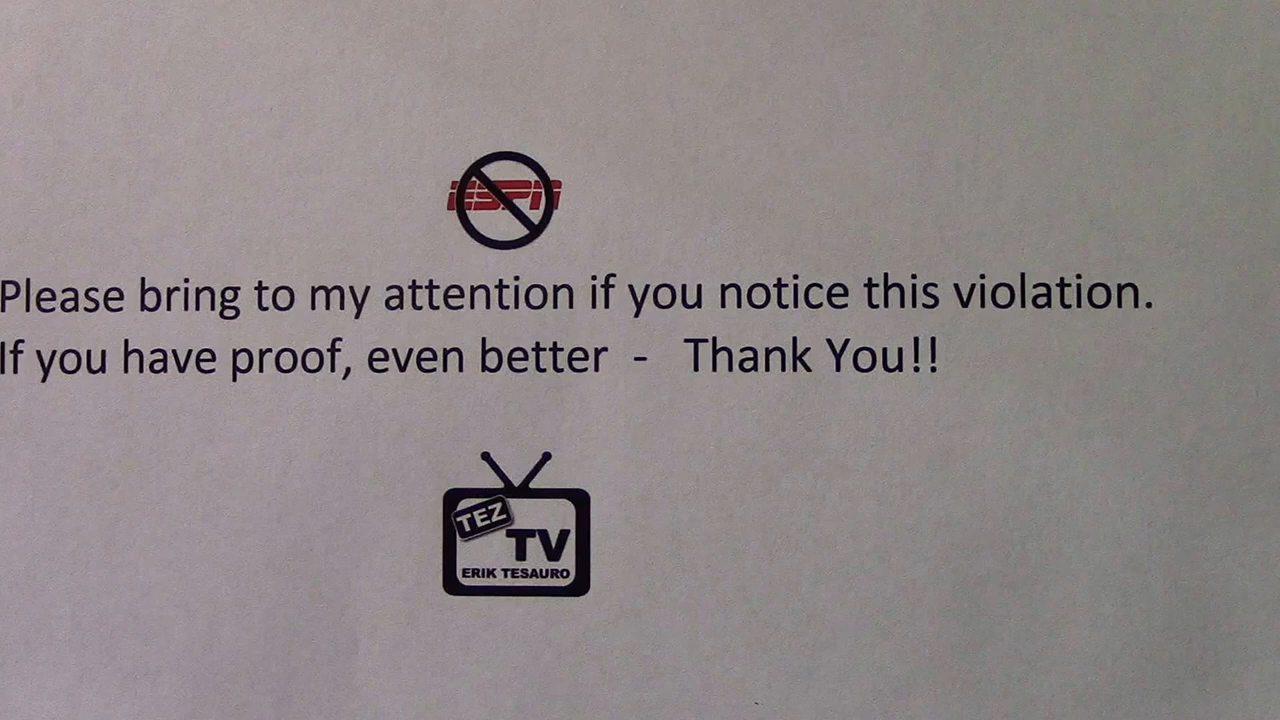 ESPN
Please bring to my attention if you notice this violation.
If you have proof, even better - Thank You!!
TEZ
TV
ERIK TESAURO